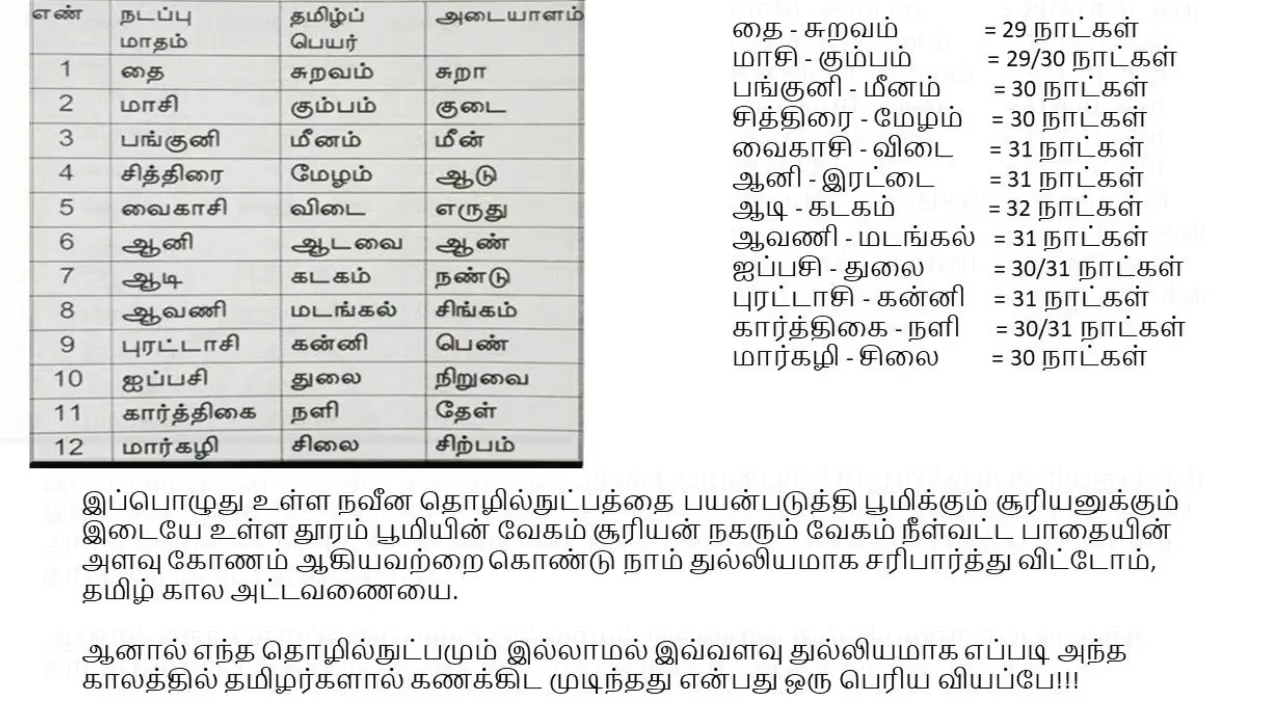 எண் நடப்பு மாதம் தமிழ்ப் பெயர் அடையாளம்
1 தை சுறவம் சுறா
2 மாசி கும்பம் குடை
3 பங்குனி மீனம் மீன்
4 சித்திரை மேழம் ஆடு
5 வைகாசி விடை எருது
6 ஆனி ஆடவை ஆண்
7 ஆடி கடகம் நண்டு
8 ஆவணி மடங்கல் சிங்கம்
9 புரட்டாசி கன்னி பெண்
10 ஐப்பசி துலை நிறுவை
11 கார்த்திகை நளி தேள்
12 மார்கழி சிலை சிற்பம்
தை - சுறவம் = 29 நாட்கள்
மாசி - கும்பம் = 29/30 நாட்கள்
பங்குனி - மீனம் = 30 நாட்கள்
சித்திரை - மேழம் = 30 நாட்கள்
வைகாசி - விடை = 31 நாட்கள்
ஆனி - இரட்டை = 31 நாட்கள்
ஆடி - கடகம் = 32 நாட்கள்
ஆவணி - மடங்கல் = 31 நாட்கள்
ஐப்பசி - துலை = 30/31 நாட்கள்
புரட்டாசி - கன்னி = 31 நாட்கள்
கார்த்திகை - நளி = 30/31 நாட்கள்
மார்கழி - சிலை = 30 நாட்கள்
இப்பொழுது உள்ள நவீன தொழில்நுட்பத்தை பயன்படுத்தி பூமிக்கும் சூரியனுக்கும்
இடையே உள்ள தூரம் பூமியின் வேகம் சூரியன் நகரும் வேகம் நீள்வட்ட பாதையின்
அளவு கோணம் ஆகியவற்றை கொண்டு நாம் துல்லியமாக சரிபார்த்து விட்டோம்,
தமிழ் கால அட்டவணையை.
ஆனால் எந்த தொழில்நுட்பமும் இல்லாமல் இவ்வளவு துல்லியமாக எப்படி அந்த
காலத்தில் தமிழர்களால் கணக்கிட முடிந்தது என்பது ஒரு பெரிய வியப்பே!!!